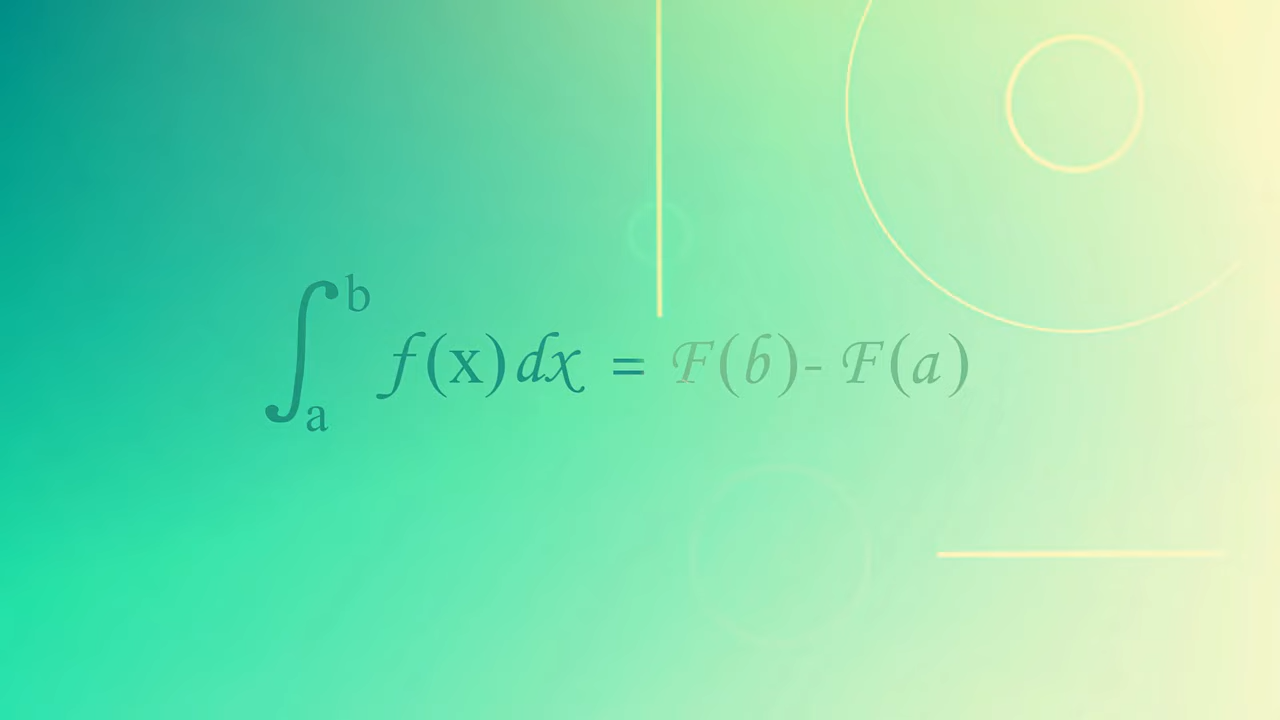 ∫ₐᵇ f(x) dx = F(b) - F(a)